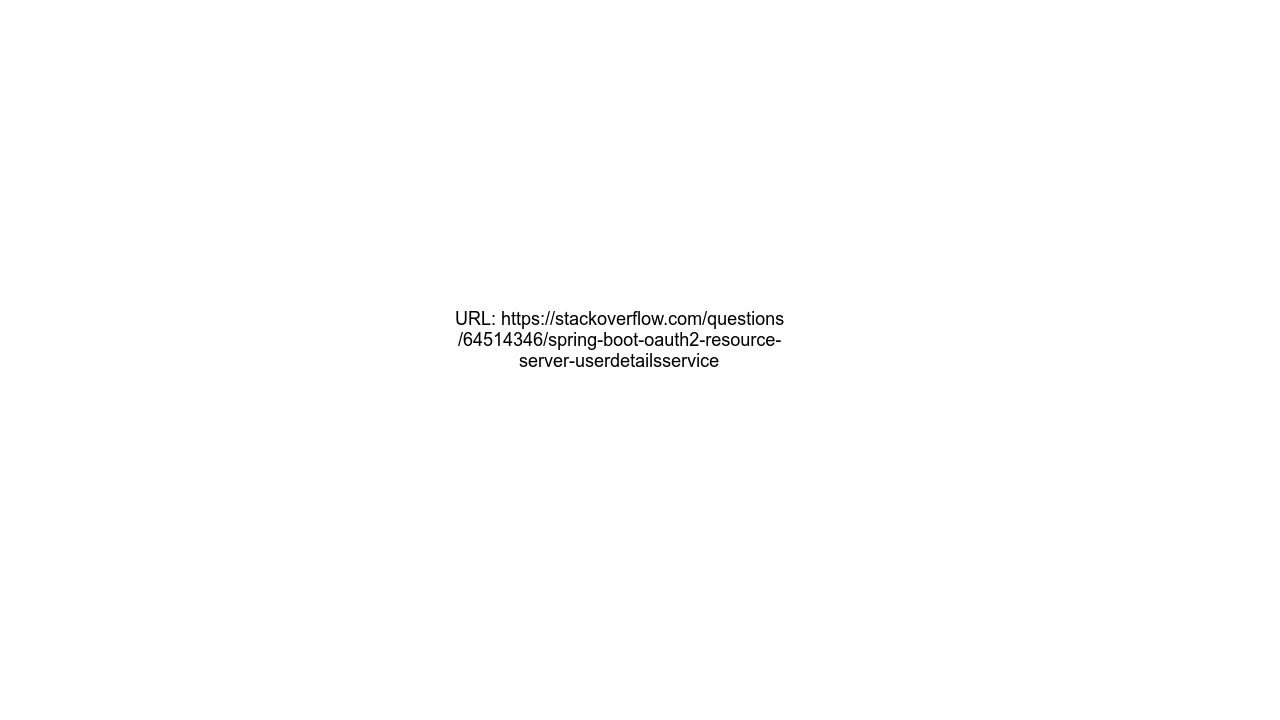 URL: https://stackoverflow.com/questions
/64514346/spring-boot-oauth2-resource-
server-userdetailsservice